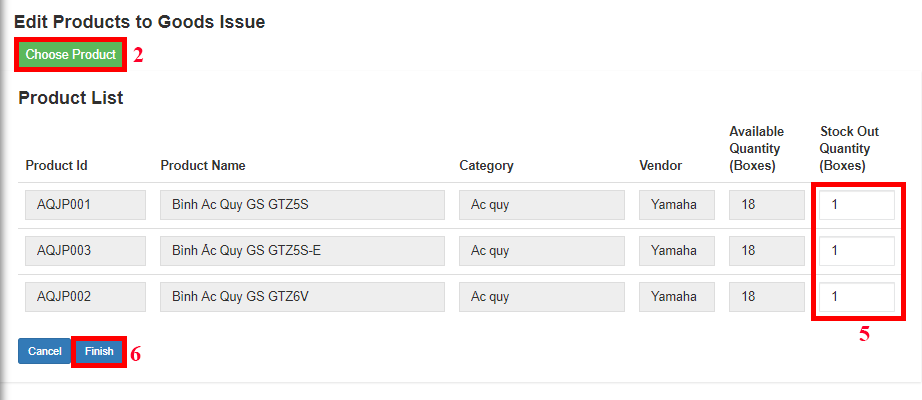 Edit Products to Goods Issue
Choose Product 2
Product List
Product Id Product Name Category Vendor Available Quantity (Boxes) Stock Out Quantity (Boxes)
AQJP001 Bình Ac Quy GS GTZ5S Ac quy Yamaha 18 1
AQJP003 Bình Ắc Quy GS GTZ5S-E Ac quy Yamaha 18 1
AQJP002 Bình Ac Quy GS GTZ6V Ac quy Yamaha 18 1
5
Cancel Finish 6